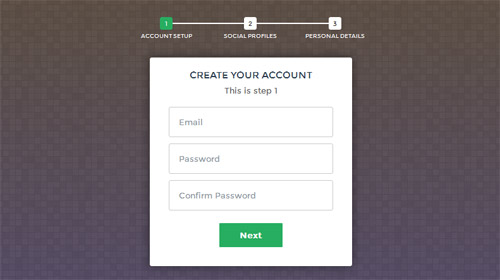 1 2 3
ACCOUNT SETUP SOCIAL PROFILES PERSONAL DETAILS
CREATE YOUR ACCOUNT
This is step 1
Email
Password
Confirm Password
Next